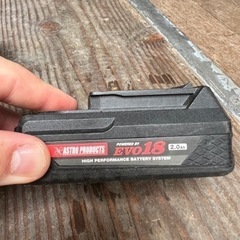 ASTRO PRODUCTS
POWERED BY
EVO18
2.0Ah
HIGH PERFORMANCE BATTERY SYSTEM